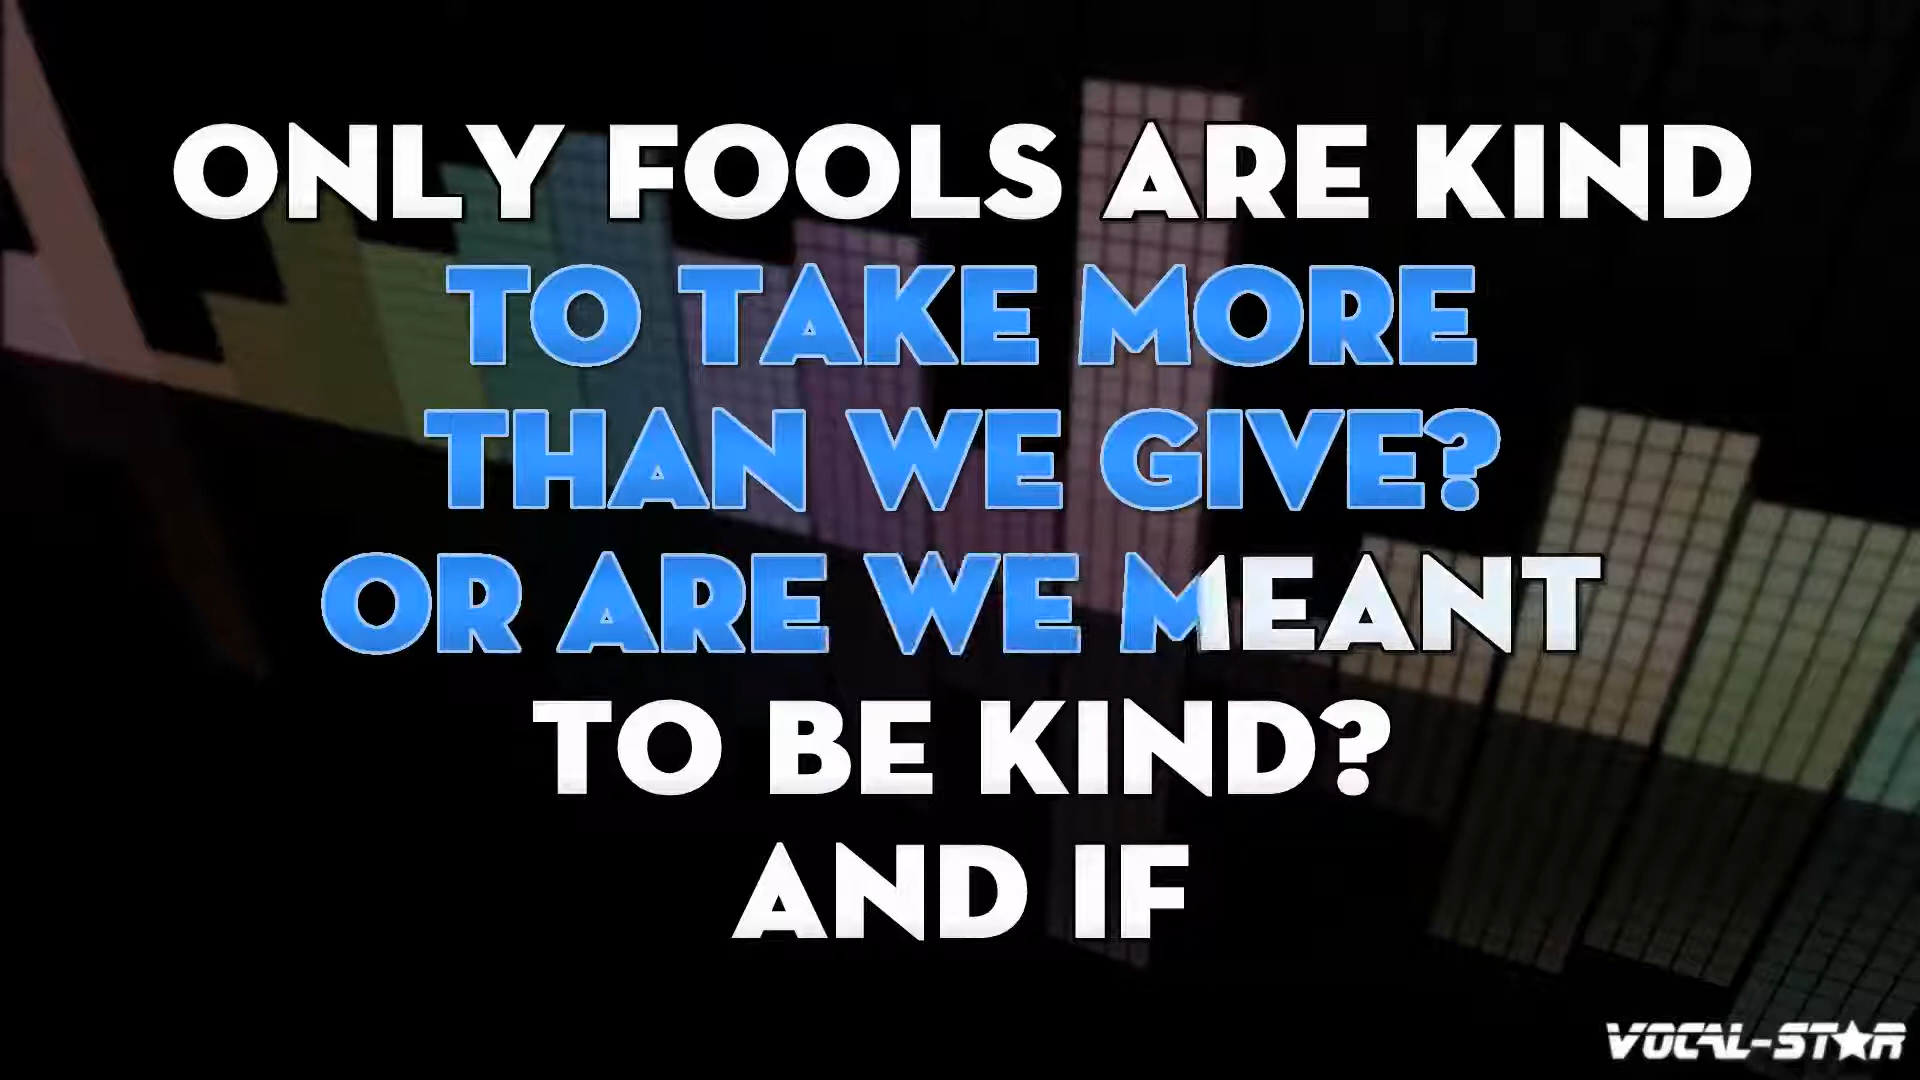 ONLY FOOLS ARE KIND
TO TAKE MORE
THAN WE GIVE?
OR ARE WE MEANT
TO BE KIND?
AND IF
VOCAL-STAR